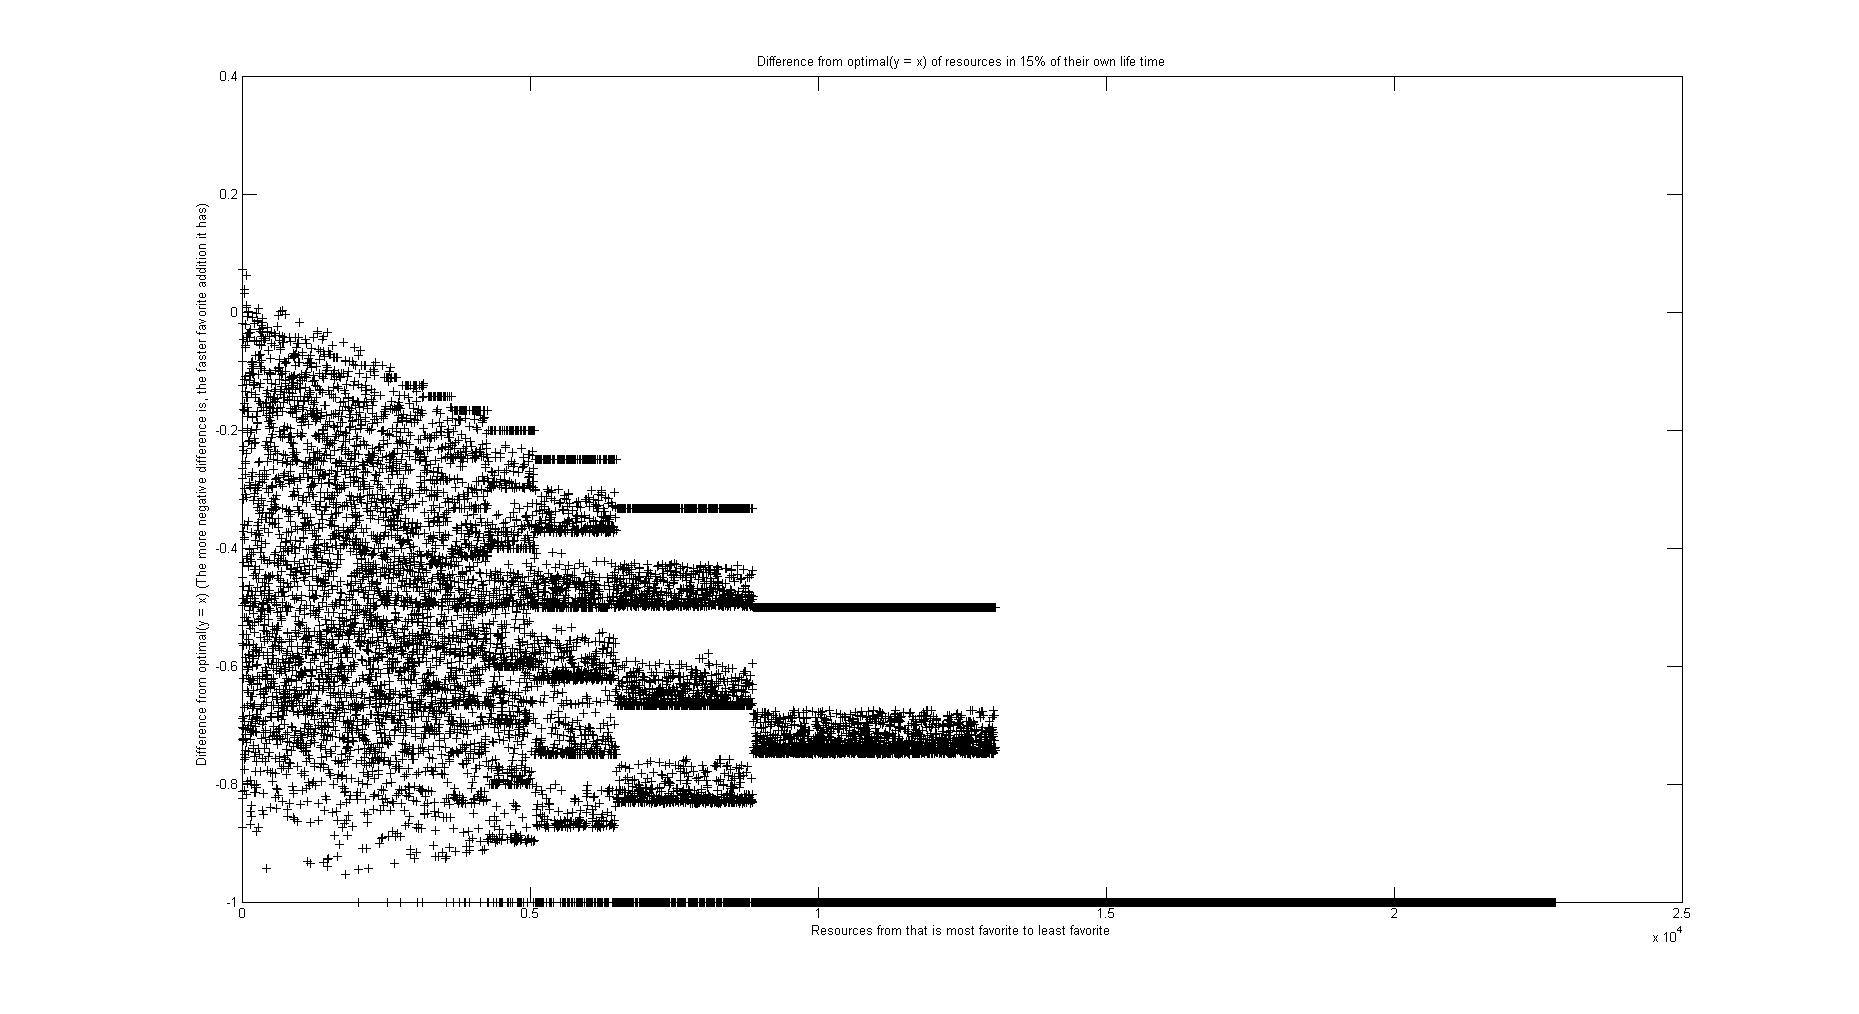 Difference from optimal(y = x) of resources in 15% of their own life time
0.4
0.2
0
-0.2
-0.4
-0.6
-0.8
-1
Difference from optimal(y = x) (The more negative difference is, the faster favorite addition it has)
0 0.5 1 1.5 2 2.5
x 10^4
Resources from that is most favorite to least favorite